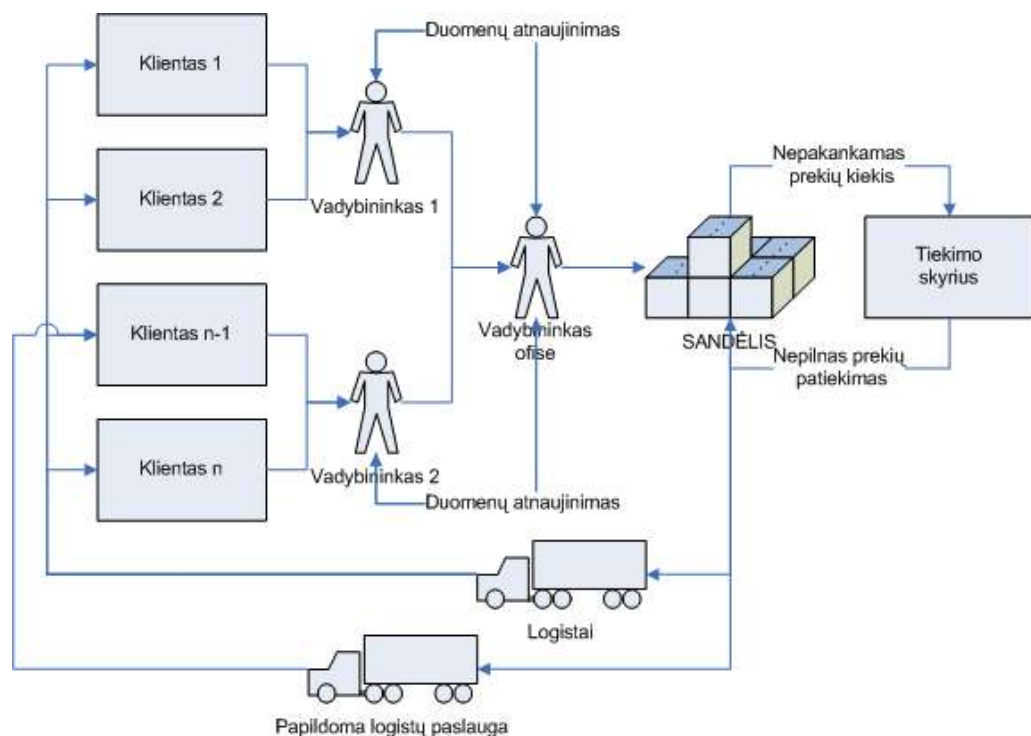 Klientas 1
Klientas 2
Klientas n-1
Klientas n
Duomenų atnaujinimas
Vadybininkas 1
Vadybininkas 2
Duomenų atnaujinimas
Vadybininkas
ofise
SANDĖLIS
Nepakankamas
prekių kiekis
Tiekimo
skyrius
Nepilnas prekių
patiekimas
Logistai
Papildoma logistų paslauga